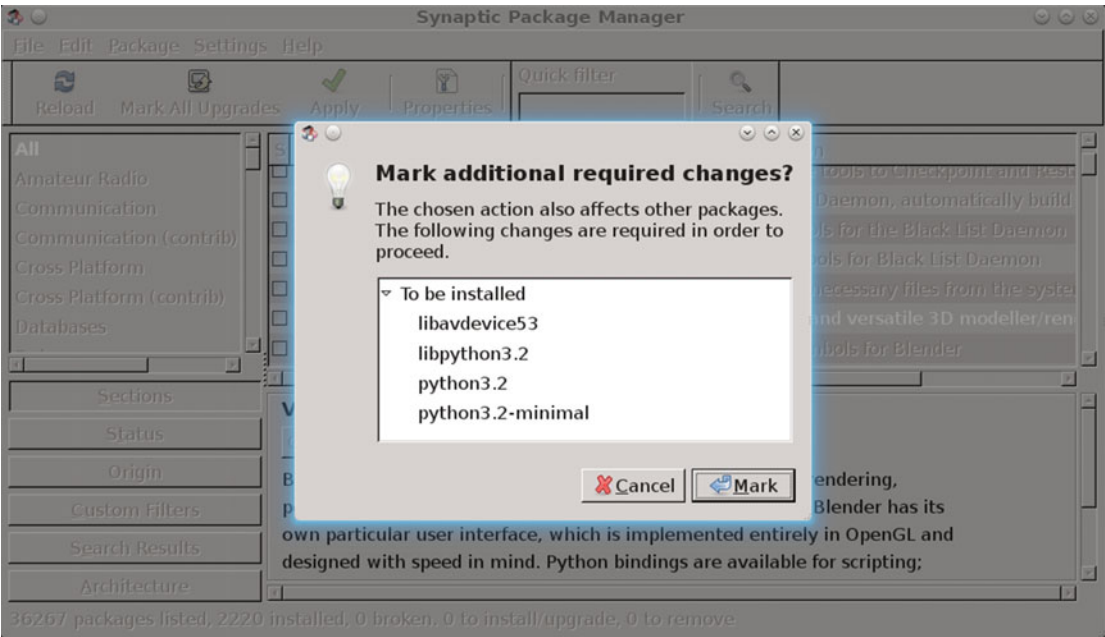 Synaptic Package Manager
File Edit Package Settings Help
Reload Mark All Upgrades Apply Properties Quick filter Search
All
Amateur Radio
Communication
Communication (contrib)
Cross Platform
Cross Platform (contrib)
Databases
Sections
Status
Origin
Custom Filters
Search Results
Architecture
S
tools to Checkpoint and Rest
Daemon, automatically build
ls for the Black List Daemon
ols for Black List Daemon
necessary files from the syste
and versatile 3D modeller/ren
bols for Blender
Mark additional required changes?
The chosen action also affects other packages.
The following changes are required in order to
proceed.
To be installed
libavdevice53
libpython3.2
python3.2
python3.2-minimal
Cancel Mark
V
B endering,
p Blender has its
own particular user interface, which is implemented entirely in OpenGL and
designed with speed in mind. Python bindings are available for scripting;
36267 packages listed, 2220 installed, 0 broken. 0 to install/upgrade, 0 to remove